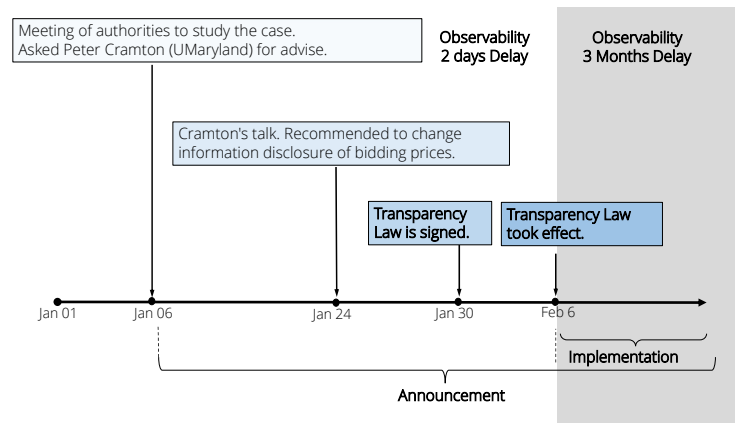 Meeting of authorities to study the case.
Asked Peter Cramton (UMaryland) for advise.
Observability
2 days Delay
Observability
3 Months Delay
Cramton's talk. Recommended to change
information disclosure of bidding prices.
Transparency
Law is signed.
Transparency Law
took effect.
Jan 01
Jan 06
Jan 24
Jan 30
Feb 6
Implementation
Announcement